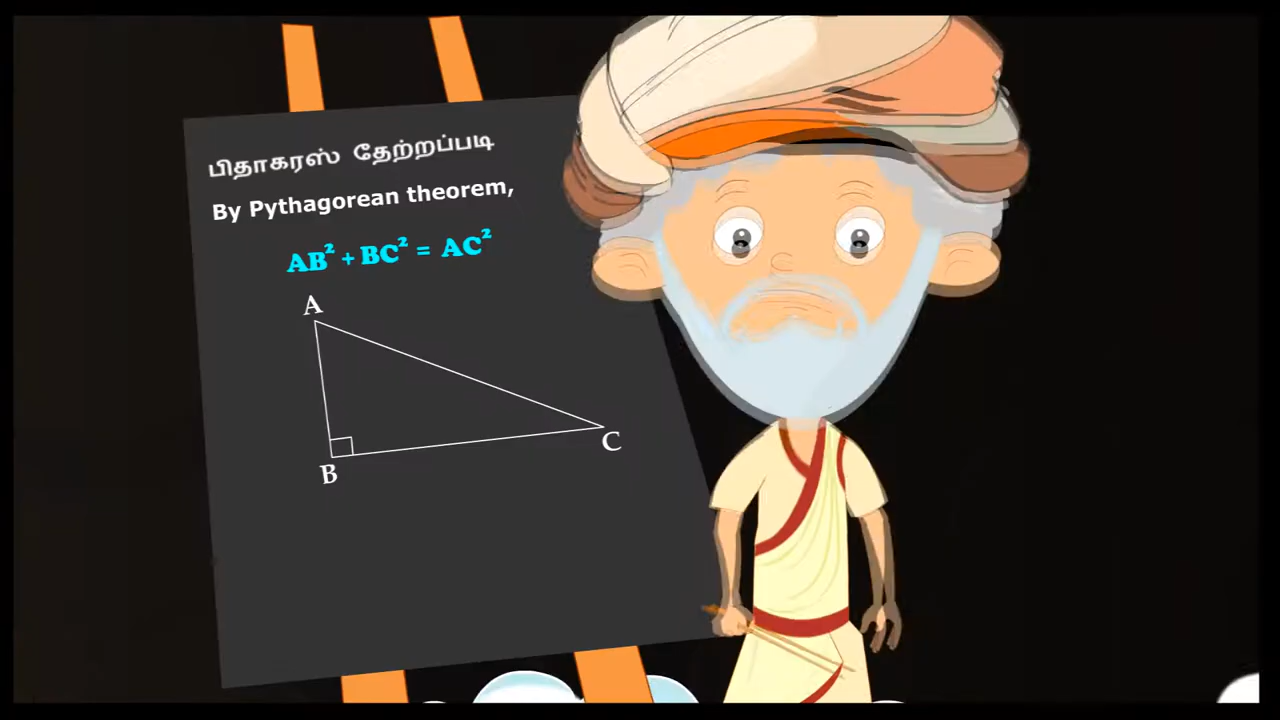 பிதாகரஸ் தேற்றப்படி
By Pythagorean theorem,
AB² + BC² = AC²
A
B
C